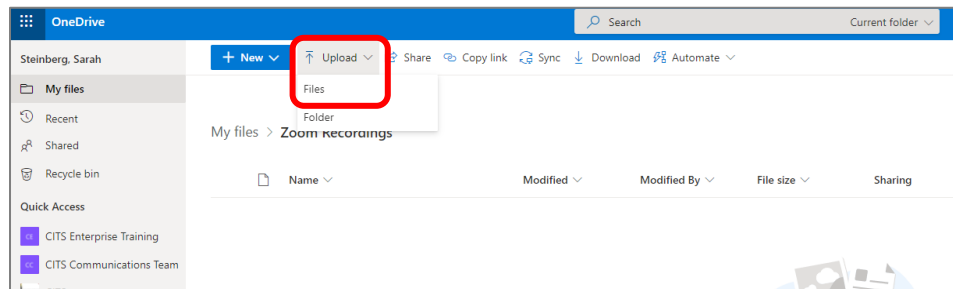 OneDrive
Search
Current folder
Steinberg, Sarah
+ New
Upload
Share
Copy link
Sync
Download
Automate
My files
Files
Recent
Folder
My files > Zoom Recordings
Shared
Recycle bin
Name
Modified
Modified By
File size
Sharing
Quick Access
CE CITS Enterprise Training
CC CITS Communications Team